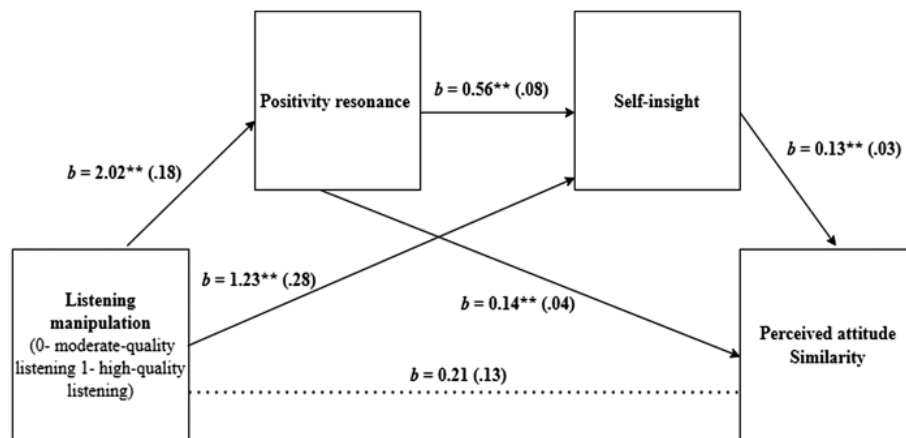 b = 0.56** (.08)
Positivity resonance
Self-insight
b = 0.13** (.03)
b = 2.02** (.18)
b = 1.23** (.28)
b = 0.14** (.04)
Listening
manipulation
(0- moderate-quality
listening 1- high-quality
listening)
Perceived attitude
Similarity
b = 0.21 (.13)